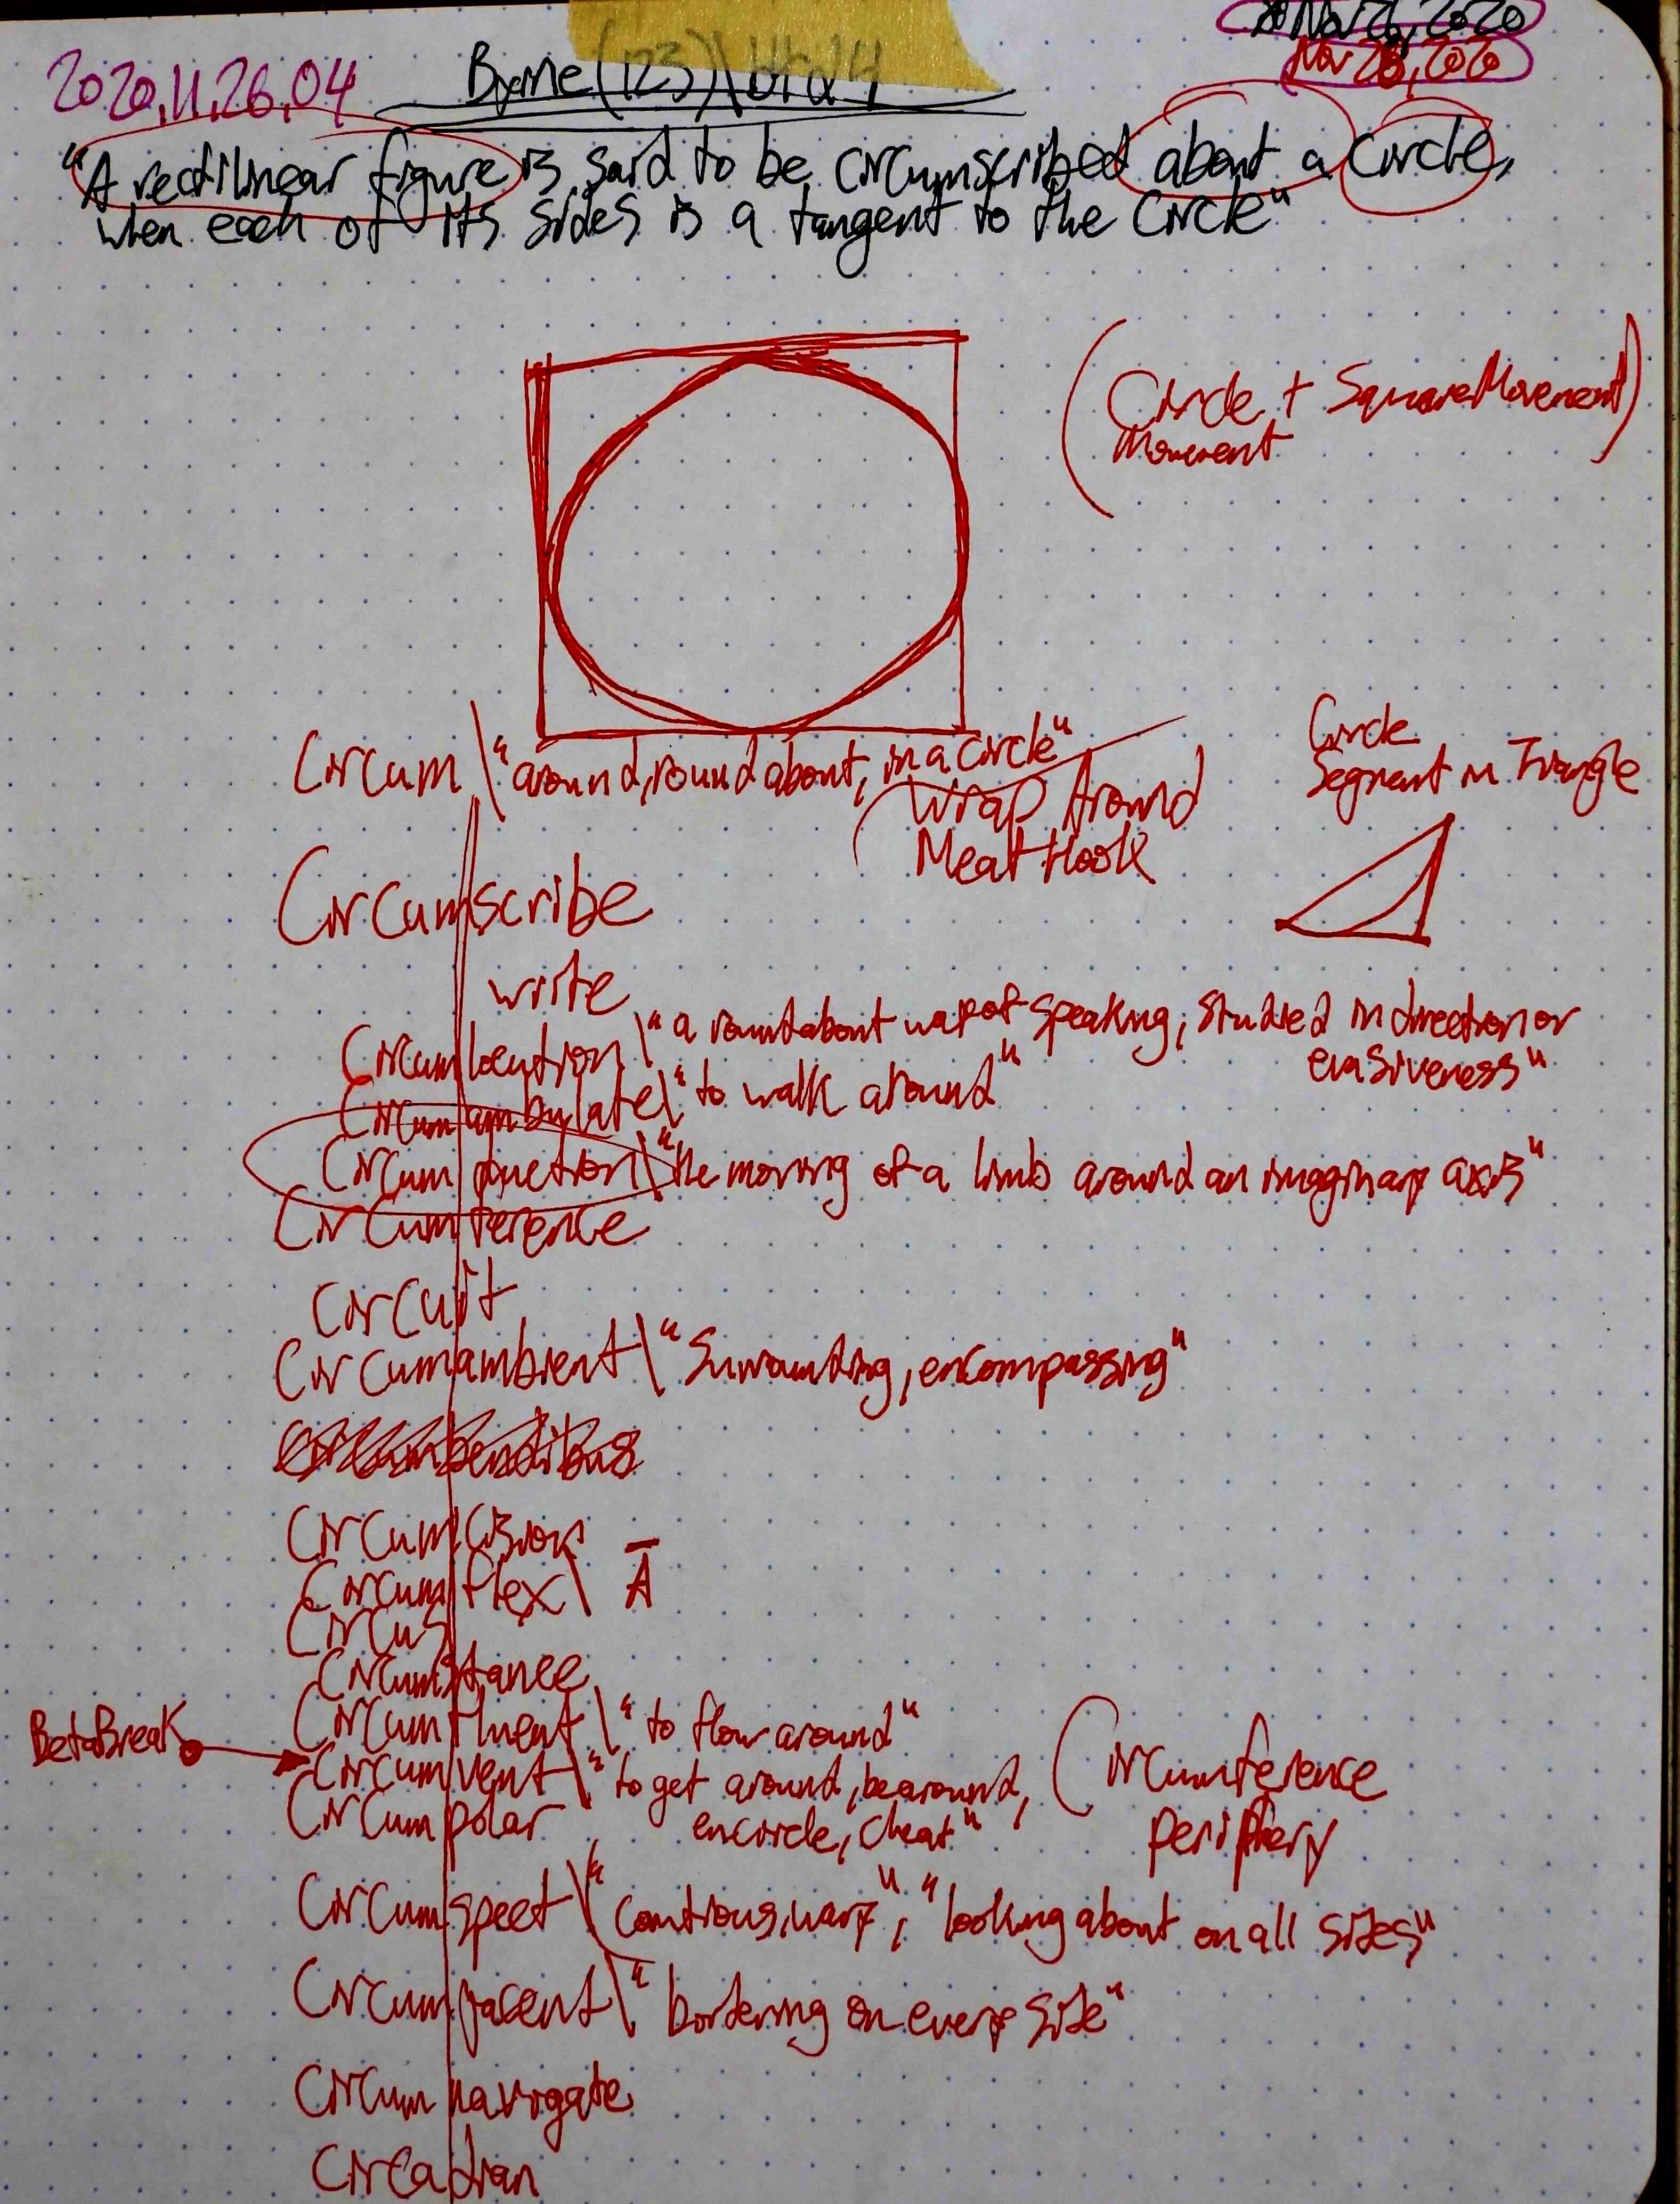 Nov 26, 2020
2020.11.26.04
Byrne (123)\
Nov 26, 2020
"A rectilinear figure is said to be circumscribed about a circle,
when each of its sides is a tangent to the circle"
(Circle + Square Movement)
Movement
Circum\"around, round about, in a circle"
Wrap Around
Meat Hook
Circle
Segment in Triangle
Circumscribe
write
Circumlocution\"a roundabout way of speaking; studied indirection or
evasiveness"
Circumambulate\"to walk around"
Circumduction\"the moving of a limb around an imaginary axis"
Circumference
Circuit
Circumambient\"Surrounding, encompassing"
Circumbendibus
Circumcision
Circumflex\ Ā
Circus
Circumstance
Circumfluent\"to flow around"
BetaBreak
Circumvent\"to get around, be around,
encircle, cheat"
(Circumference
periphery
Circumpolar
Circumspect\"cautious, wary", "looking about on all sides"
Circumjacent\"bordering on every side"
Circumnavigate
Circadian